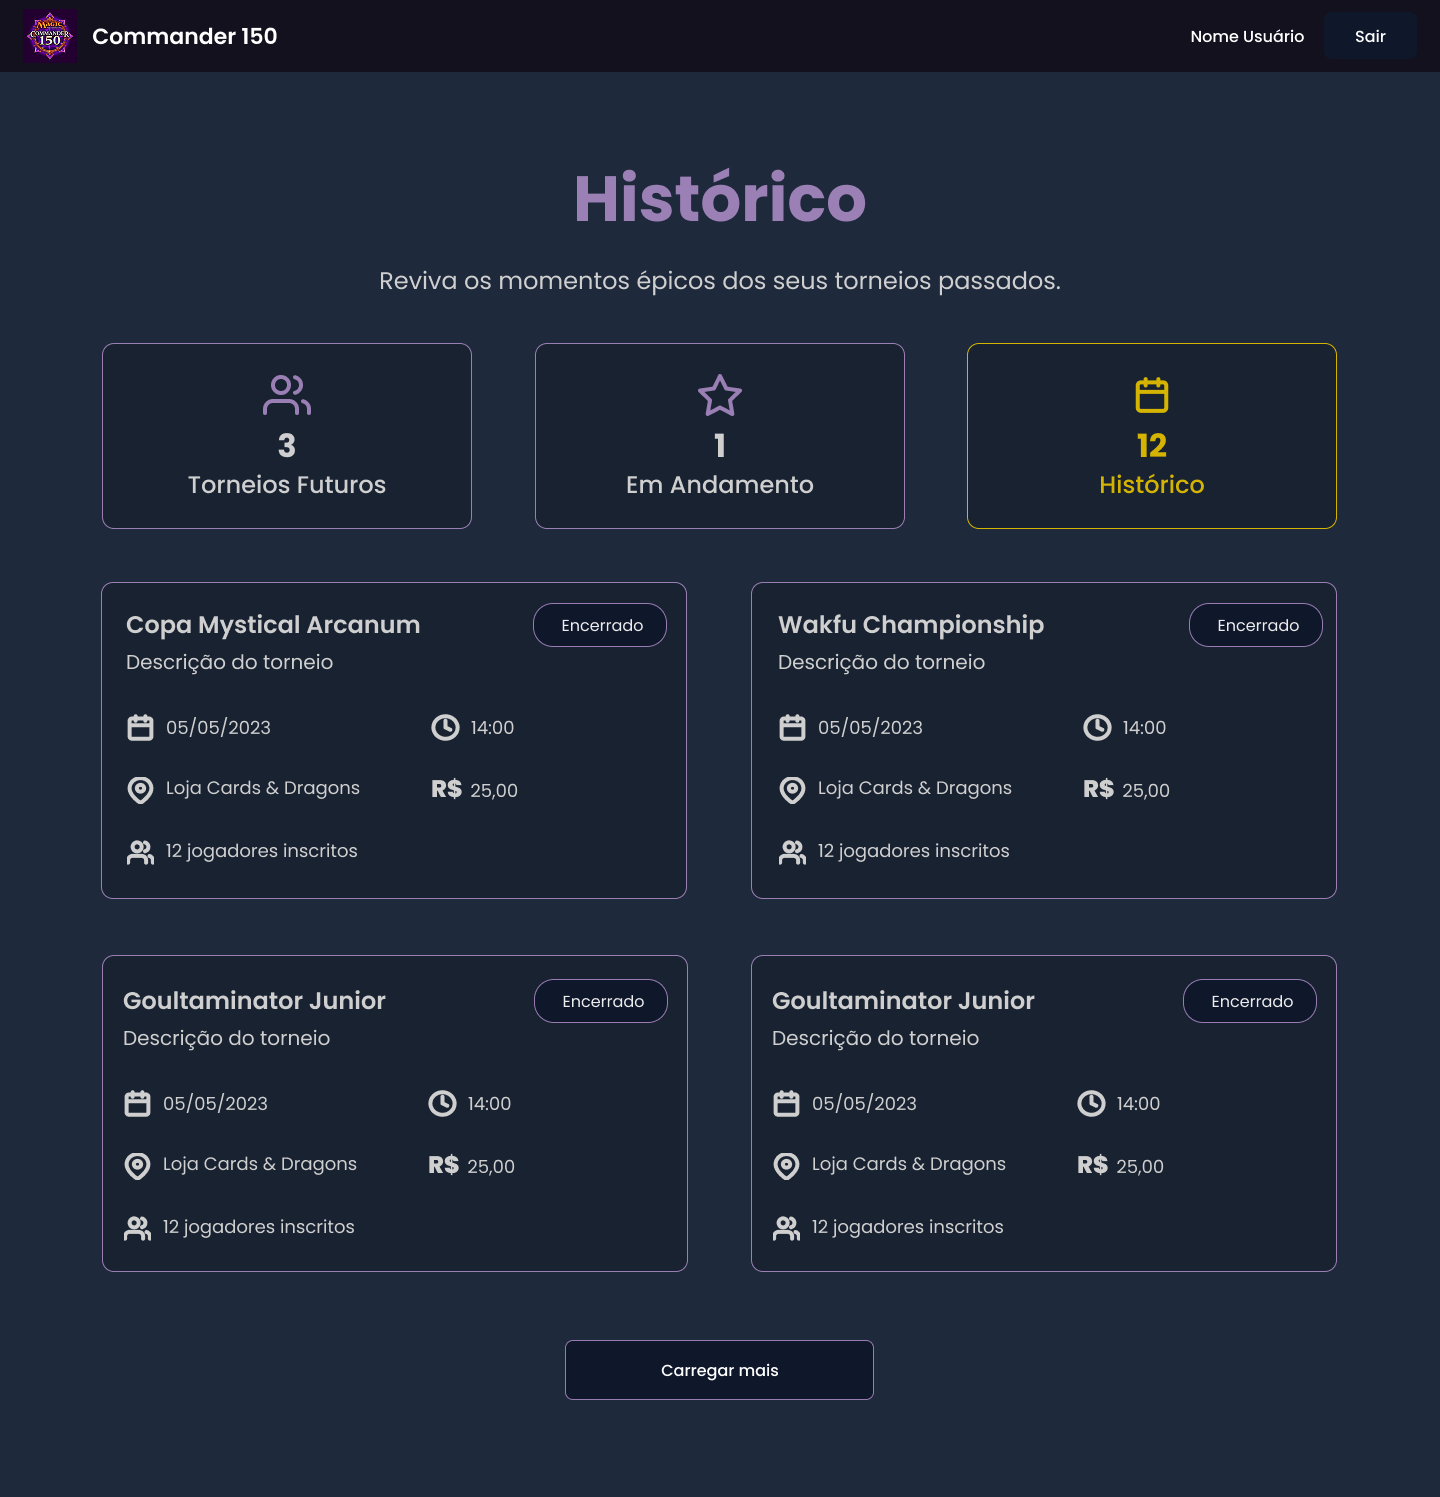 MAGIC
COMMANDER
150
Commander 150
Nome Usuário
Sair
Histórico
Reviva os momentos épicos dos seus torneios passados.
3
Torneios Futuros
1
Em Andamento
12
Histórico
Copa Mystical Arcanum
Encerrado
Descrição do torneio
05/05/2023
14:00
Loja Cards & Dragons
R$ 25,00
12 jogadores inscritos
Wakfu Championship
Encerrado
Descrição do torneio
05/05/2023
14:00
Loja Cards & Dragons
R$ 25,00
12 jogadores inscritos
Goultaminator Junior
Encerrado
Descrição do torneio
05/05/2023
14:00
Loja Cards & Dragons
R$ 25,00
12 jogadores inscritos
Goultaminator Junior
Encerrado
Descrição do torneio
05/05/2023
14:00
Loja Cards & Dragons
R$ 25,00
12 jogadores inscritos
Carregar mais